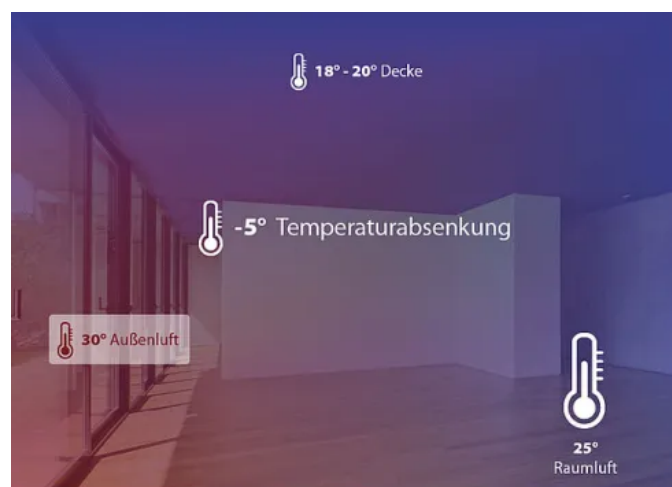 18° - 20° Decke
-5° Temperaturabsenkung
30° Außenluft
25°
Raumluft